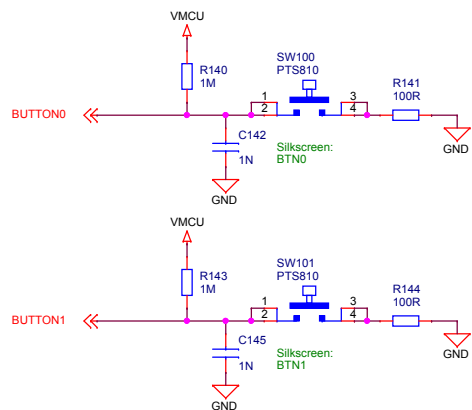 VMCU
SW100
PTS810
R140
1M
R141
100R
1
2
3
4
BUTTON0
C142
1N
Silkscreen:
BTN0
GND
GND
VMCU
SW101
PTS810
R143
1M
R144
100R
1
2
3
4
BUTTON1
C145
1N
Silkscreen:
BTN1
GND
GND